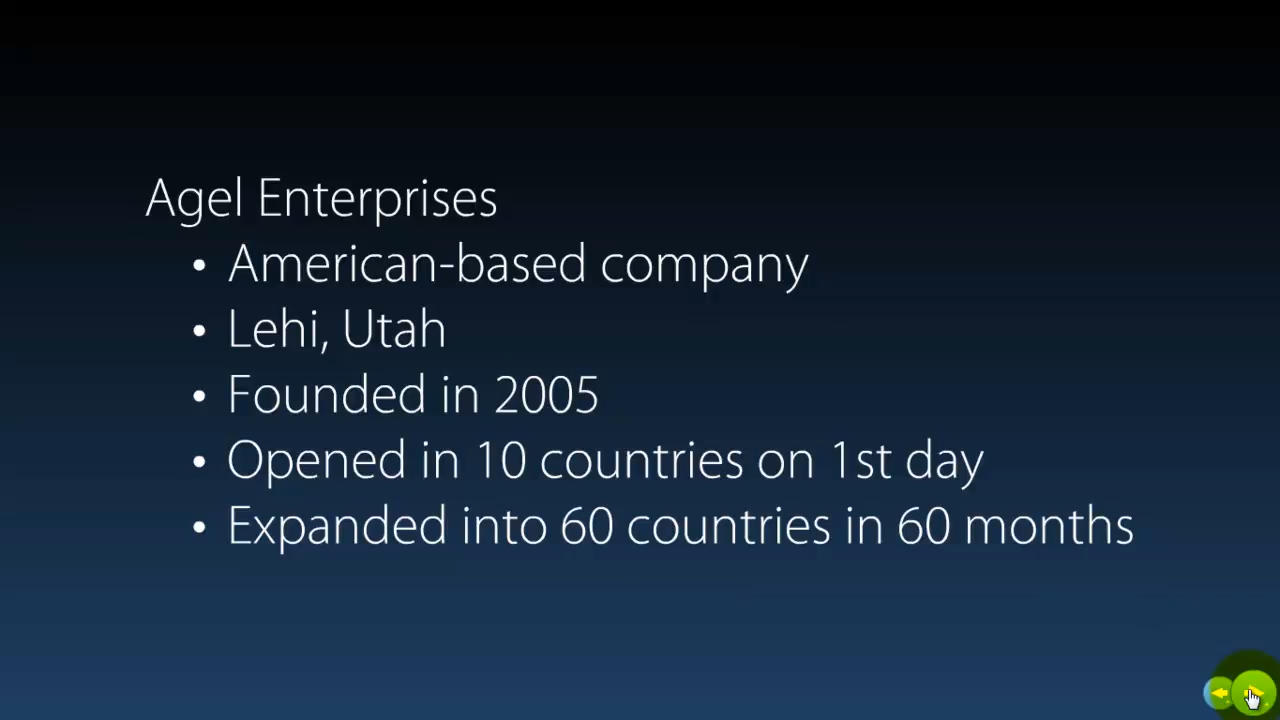 Agel Enterprises
• American-based company
• Lehi, Utah
• Founded in 2005
• Opened in 10 countries on 1st day
• Expanded into 60 countries in 60 months